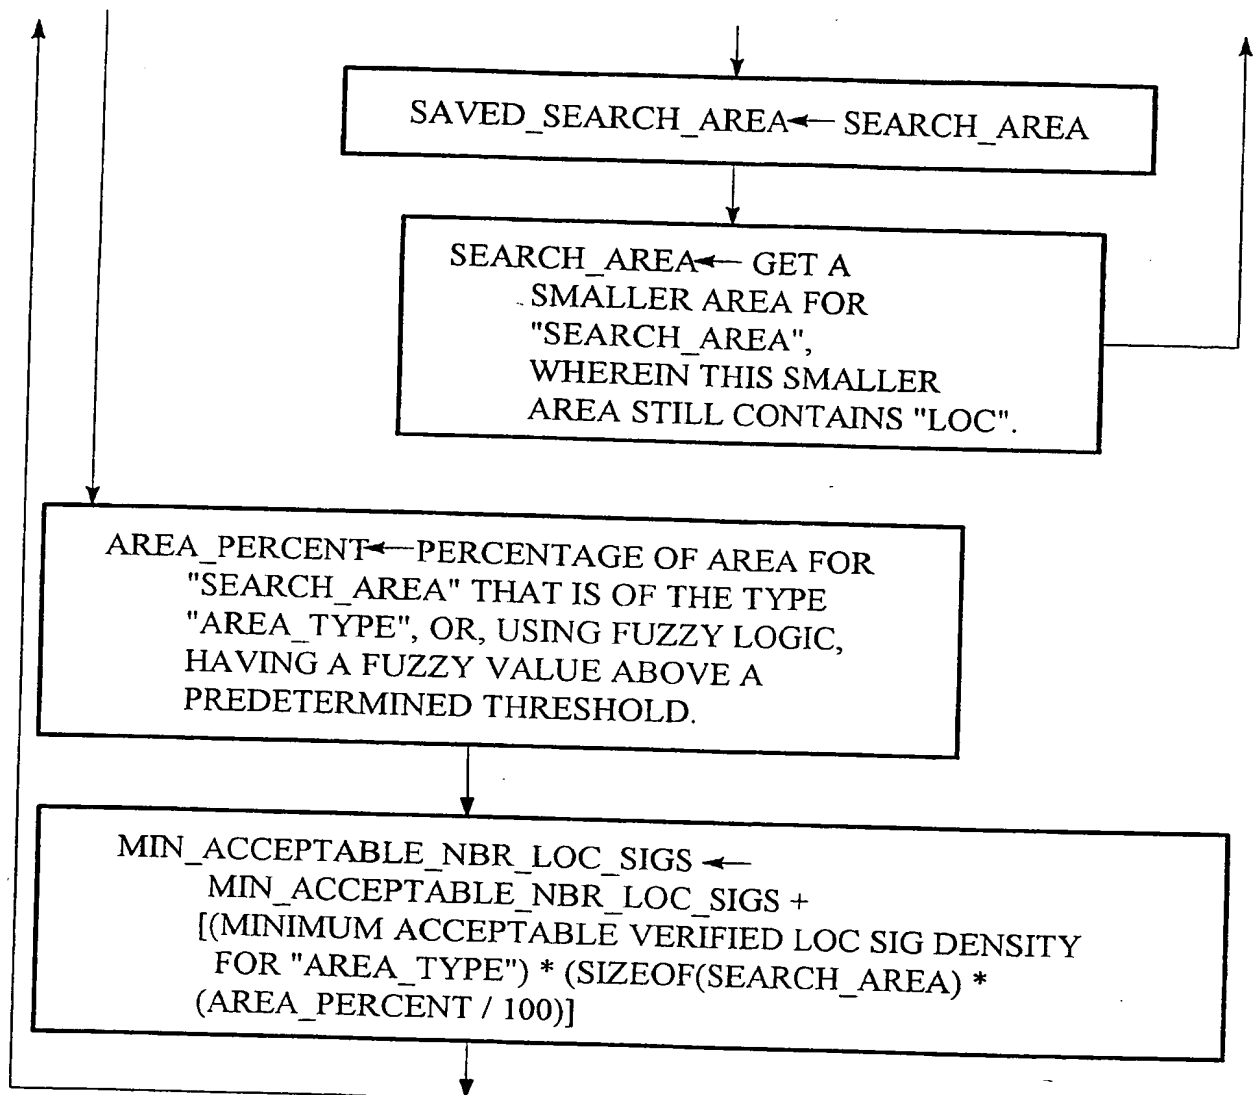 SAVED_SEARCH_AREA← SEARCH_AREA
SEARCH_AREA← GET A
SMALLER AREA FOR
"SEARCH_AREA",
WHEREIN THIS SMALLER
AREA STILL CONTAINS "LOC".
AREA_PERCENT←PERCENTAGE OF AREA FOR
"SEARCH_AREA" THAT IS OF THE TYPE
"AREA_TYPE", OR, USING FUZZY LOGIC,
HAVING A FUZZY VALUE ABOVE A
PREDETERMINED THRESHOLD.
MIN_ACCEPTABLE_NBR_LOC_SIGS ←
MIN_ACCEPTABLE_NBR_LOC_SIGS +
[(MINIMUM ACCEPTABLE VERIFIED LOC SIG DENSITY
FOR "AREA_TYPE") * (SIZEOF(SEARCH_AREA) *
(AREA_PERCENT / 100)]